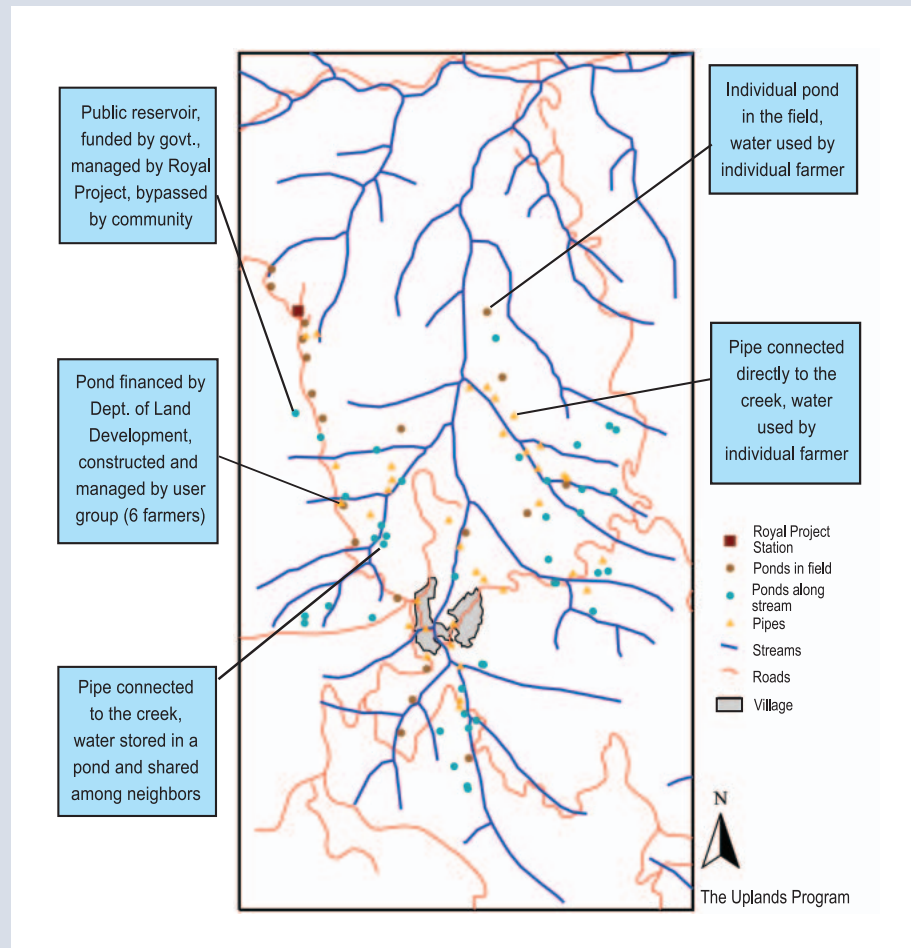 Public reservoir,
funded by govt.,
managed by Royal
Project, bypassed
by community
Individual pond
in the field,
water used by
individual farmer
Pond financed by
Dept. of Land
Development,
constructed and
managed by user
group (6 farmers)
Pipe connected
directly to the
creek, water
used by
individual farmer
Pipe connected
to the creek,
water stored in a
pond and shared
among neighbors
Royal Project
Station
Ponds in field
Ponds along
stream
Pipes
Streams
Roads
Village
N
The Uplands Program